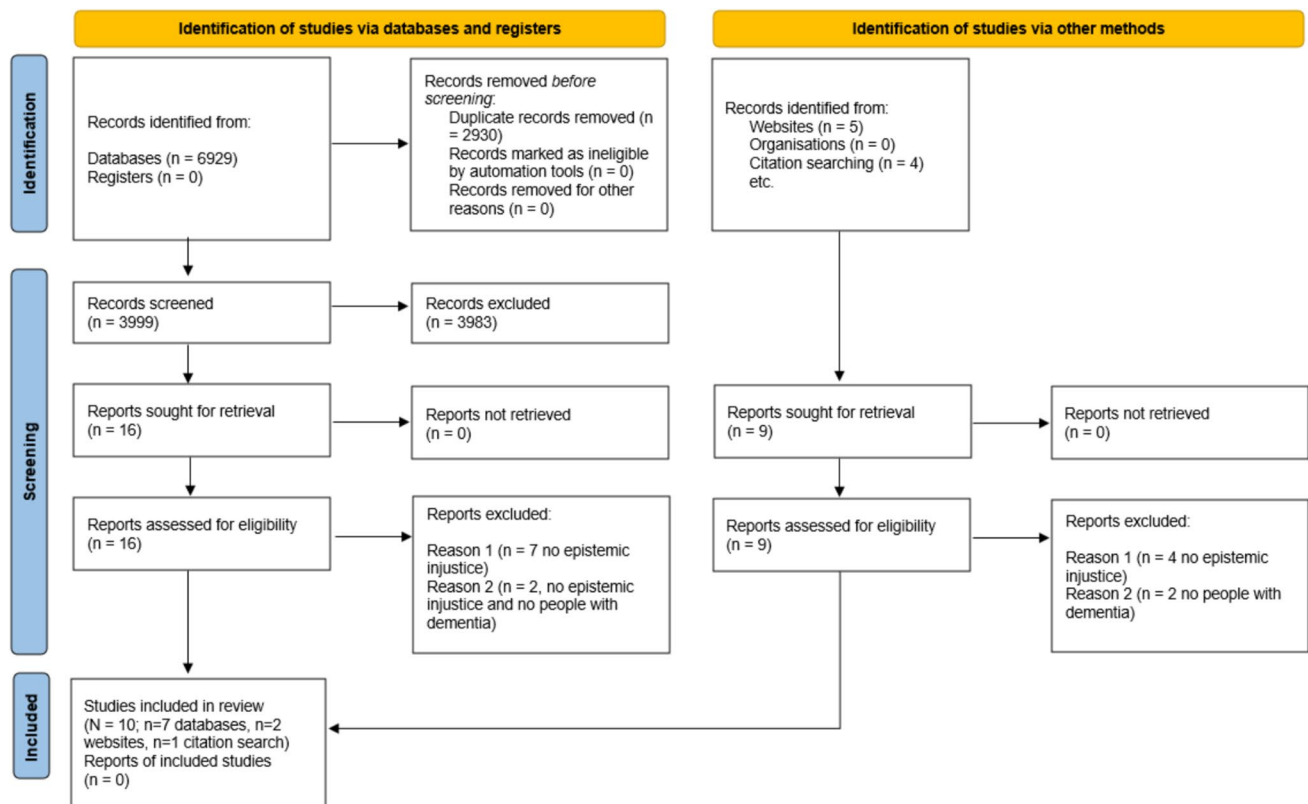 Identification of studies via databases and registers
Identification of studies via other methods
Identification
Records identified from:
Databases (n = 6929)
Registers (n = 0)
Records removed before
screening:
Duplicate records removed (n
= 2930)
Records marked as ineligible
by automation tools (n = 0)
Records removed for other
reasons (n = 0)
Records identified from:
Websites (n = 5)
Organisations (n = 0)
Citation searching (n = 4)
etc.
Screening
Records screened
(n = 3999)
Records excluded
(n = 3983)
Reports sought for retrieval
(n = 16)
Reports not retrieved
(n = 0)
Reports sought for retrieval
(n = 9)
Reports not retrieved
(n = 0)
Reports assessed for eligibility
(n = 16)
Reports excluded:
Reason 1 (n = 7 no epistemic
injustice)
Reason 2 (n = 2, no epistemic
injustice and no people with
dementia)
Reports assessed for eligibility
(n = 9)
Reports excluded:
Reason 1 (n = 4 no epistemic
injustice)
Reason 2 (n = 2 no people with
dementia)
Included
Studies included in review
(N = 10; n=7 databases, n=2
websites, n=1 citation search)
Reports of included studies
(n = 0)